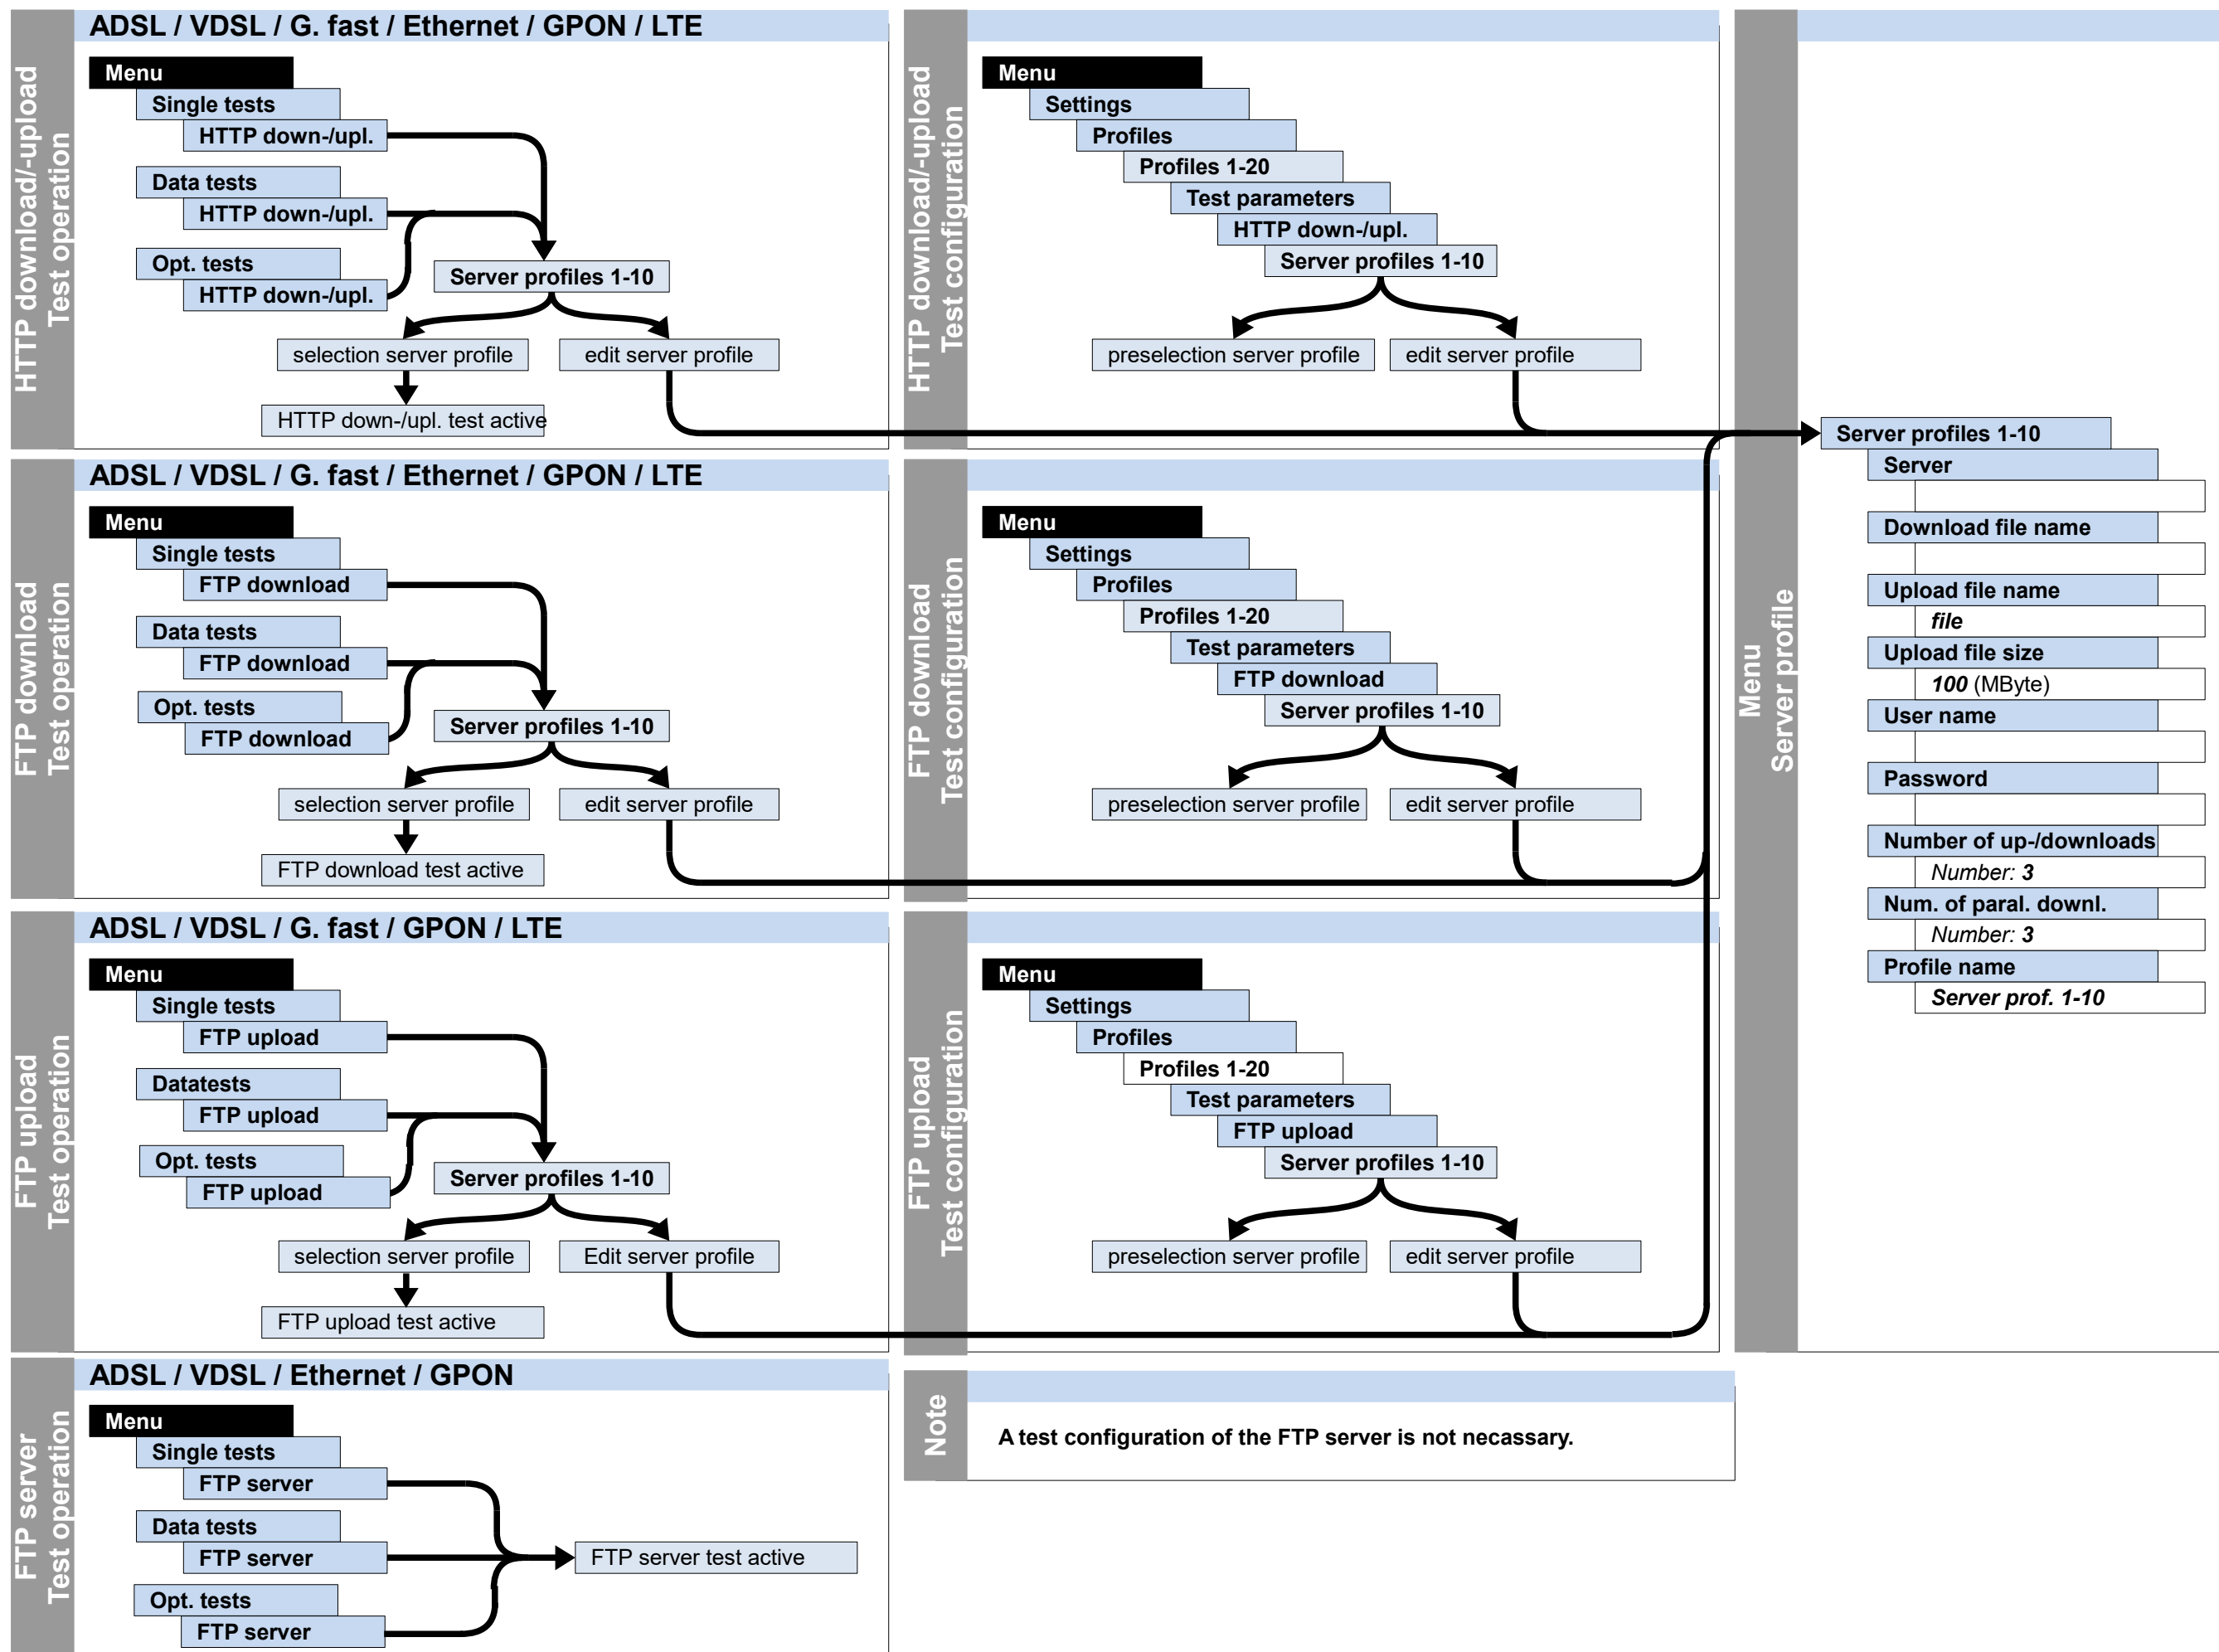 HTTP download/-upload
Test operation
ADSL / VDSL / G. fast / Ethernet / GPON / LTE
Menu
Single tests
HTTP down-/upl.
Data tests
HTTP down-/upl.
Opt. tests
HTTP down-/upl.
Server profiles 1-10
selection server profile
edit server profile
HTTP down-/upl. test active
HTTP download/-upload
Test configuration
Menu
Settings
Profiles
Profiles 1-20
Test parameters
HTTP down-/upl.
Server profiles 1-10
preselection server profile
edit server profile
FTP download
Test operation
ADSL / VDSL / G. fast / Ethernet / GPON / LTE
Menu
Single tests
FTP download
Data tests
FTP download
Opt. tests
FTP download
Server profiles 1-10
selection server profile
edit server profile
FTP download test active
FTP download
Test configuration
Menu
Settings
Profiles
Profiles 1-20
Test parameters
FTP download
Server profiles 1-10
preselection server profile
edit server profile
FTP upload
Test operation
ADSL / VDSL / G. fast / GPON / LTE
Menu
Single tests
FTP upload
Datatests
FTP upload
Opt. tests
FTP upload
Server profiles 1-10
selection server profile
Edit server profile
FTP upload test active
FTP upload
Test configuration
Menu
Settings
Profiles
Profiles 1-20
Test parameters
FTP upload
Server profiles 1-10
preselection server profile
edit server profile
FTP server
Test operation
ADSL / VDSL / Ethernet / GPON
Menu
Single tests
FTP server
Data tests
FTP server
Opt. tests
FTP server
FTP server test active
Note
A test configuration of the FTP server is not necassary.
Menu
Server profile
Server profiles 1-10
Server
Download file name
Upload file name
file
Upload file size
100 (MByte)
User name
Password
Number of up-/downloads
Number: 3
Num. of paral. downl.
Number: 3
Profile name
Server prof. 1-10